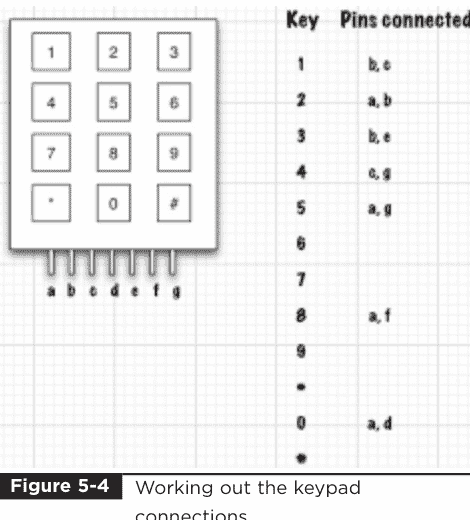 Key Pins connected
1 2 3
1 b, c
2 a, b
4 5 6
3 b, e
7 8 9
4 c, g
* 0 #
5 a, g
6
7
a b c d e f g
8 a, f
9
*
0 a, d
*
Figure 5-4 Working out the keypad
connections